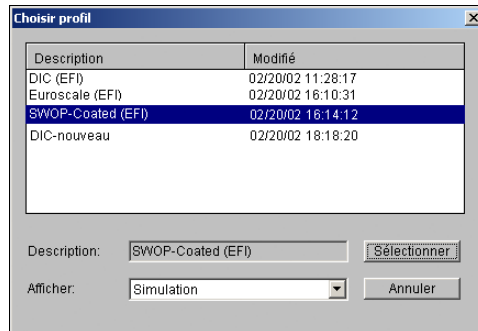 Choisir profil
Description Modifié
DIC (EFI) 02/20/02 11:28:17
Euroscale (EFI) 02/20/02 16:10:31
SWOP-Coated (EFI) 02/20/02 16:14:12
DIC-nouveau 02/20/02 18:18:20
Description: SWOP-Coated (EFI) Sélectionner
Afficher: Simulation Annuler